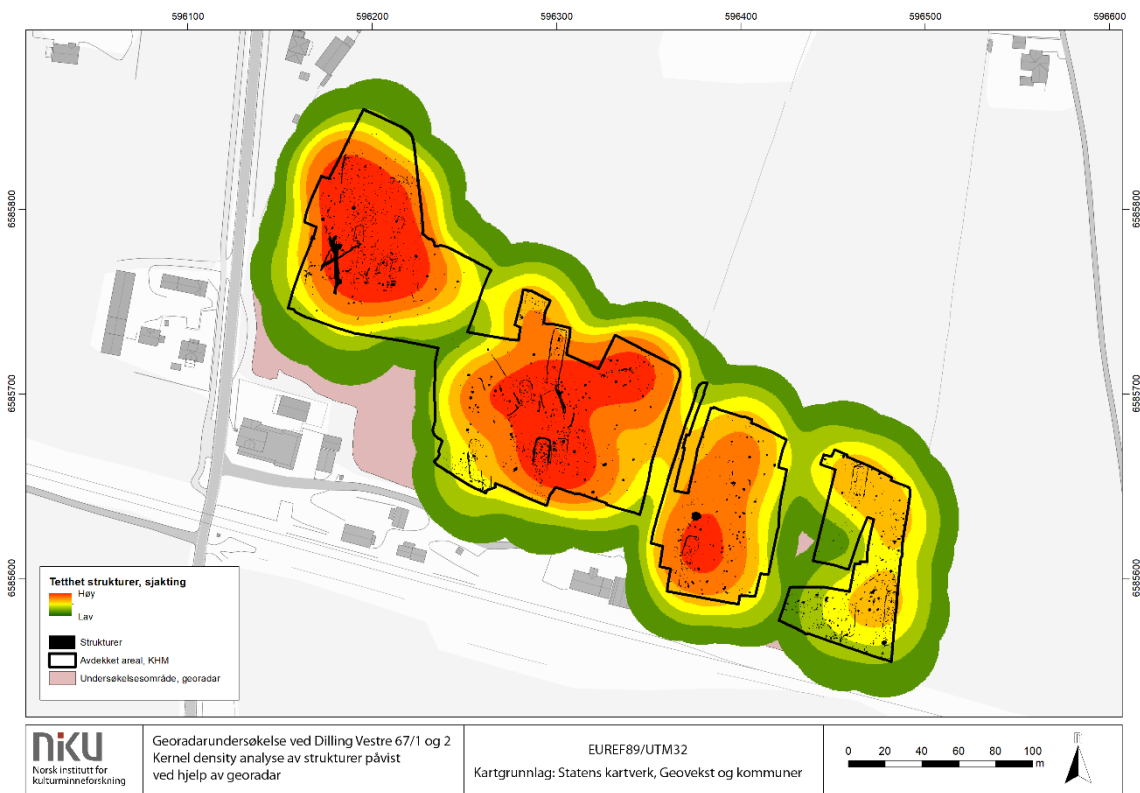 596100
596200
596300
596400
596500
596600
6585800
6585800
6585700
6585700
6585600
6585600
Tetthet strukturer, sjakting
Høy
Lav
Strukturer
Avdekket areal, KHM
Undersøkelsesområde, georadar
niku
Norsk institutt for
kulturminneforskning
Georadarundersøkelse ved Dilling Vestre 67/1 og 2
Kernel density analyse av strukturer påvist
ved hjelp av georadar
EUREF89/UTM32
Kartgrunnlag: Statens kartverk, Geovekst og kommuner
0 20 40 60 80 100
m